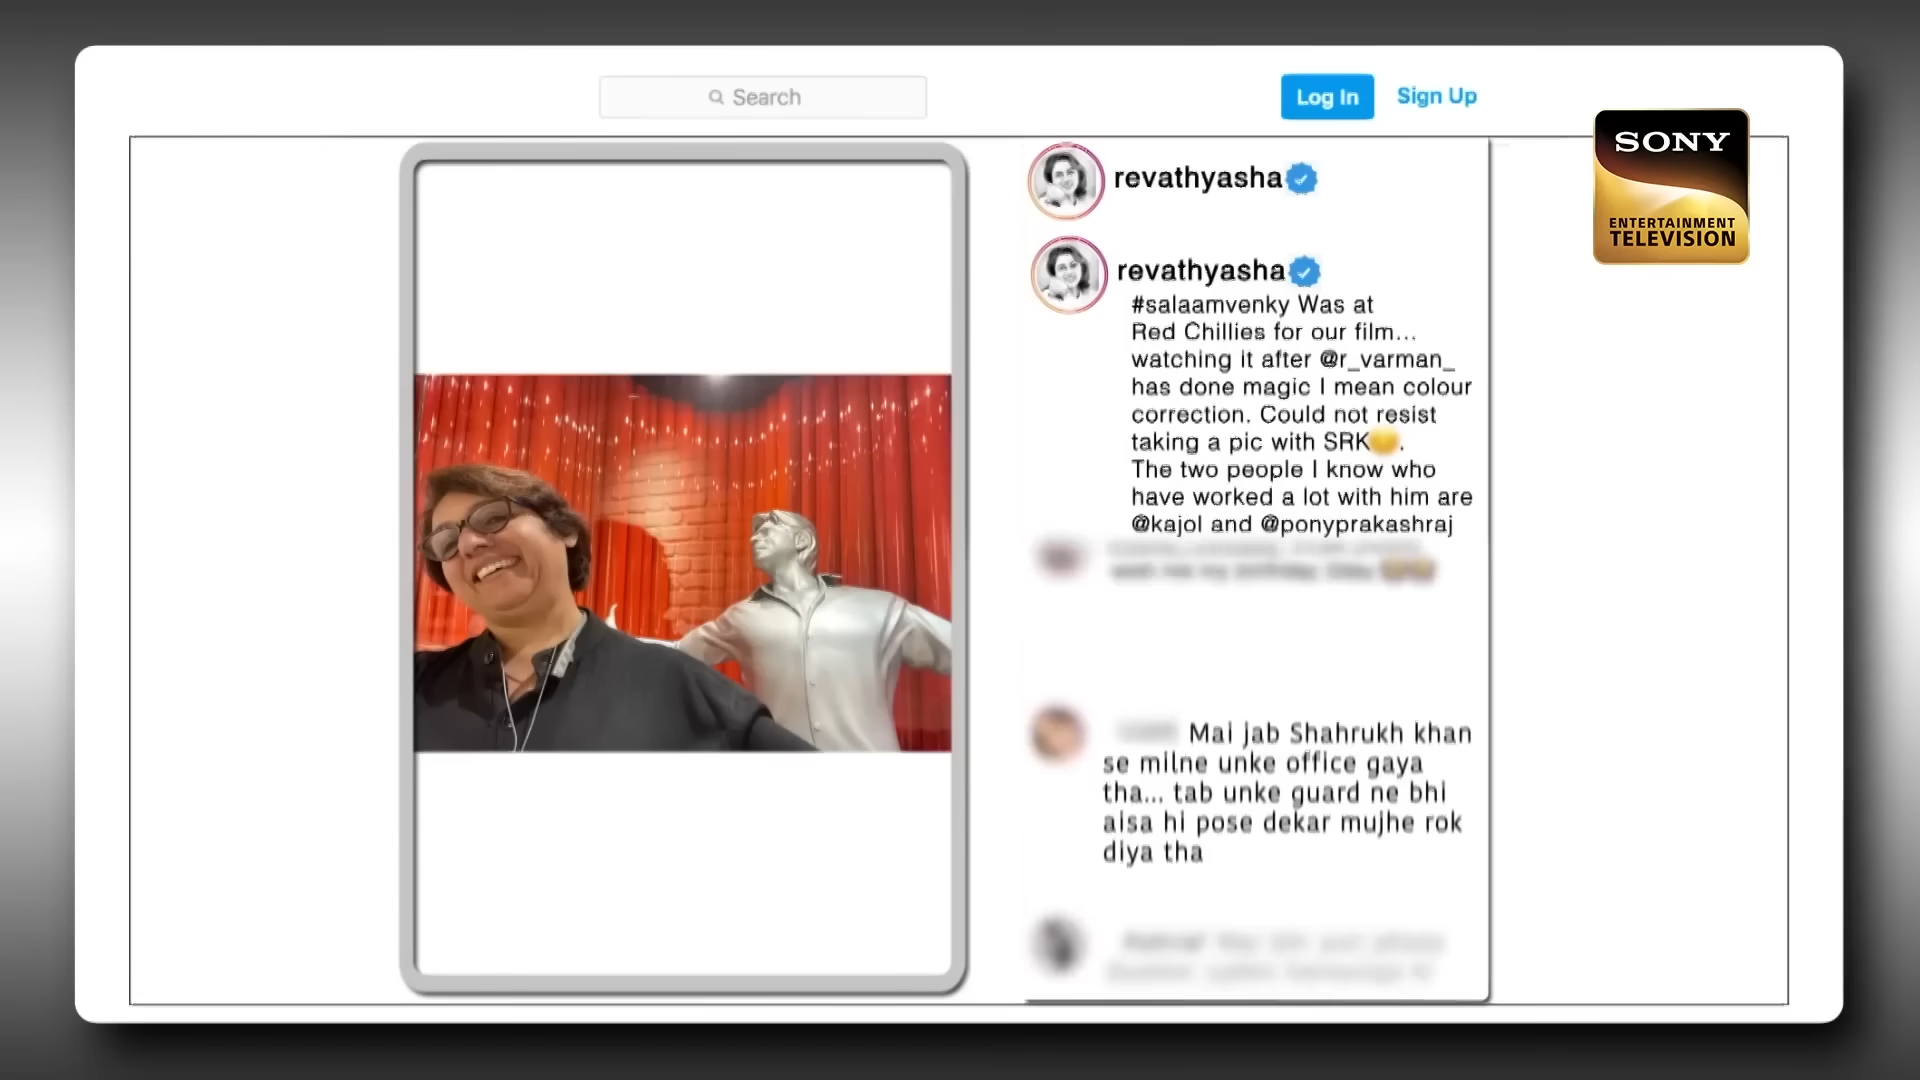 Search
Log In
Sign Up
SONY
ENTERTAINMENT
TELEVISION
revathyasha
revathyasha
#salaamvenky Was at
Red Chillies for our film...
watching it after @r_varman_
has done magic I mean colour
correction. Could not resist
taking a pic with SRK😊.
The two people I know who
have worked a lot with him are
@kajol and @ponyprakashraj
Mai jab Shahrukh khan
se milne unke office gaya
tha... tab unke guard ne bhi
aisa hi pose dekar mujhe rok
diya tha